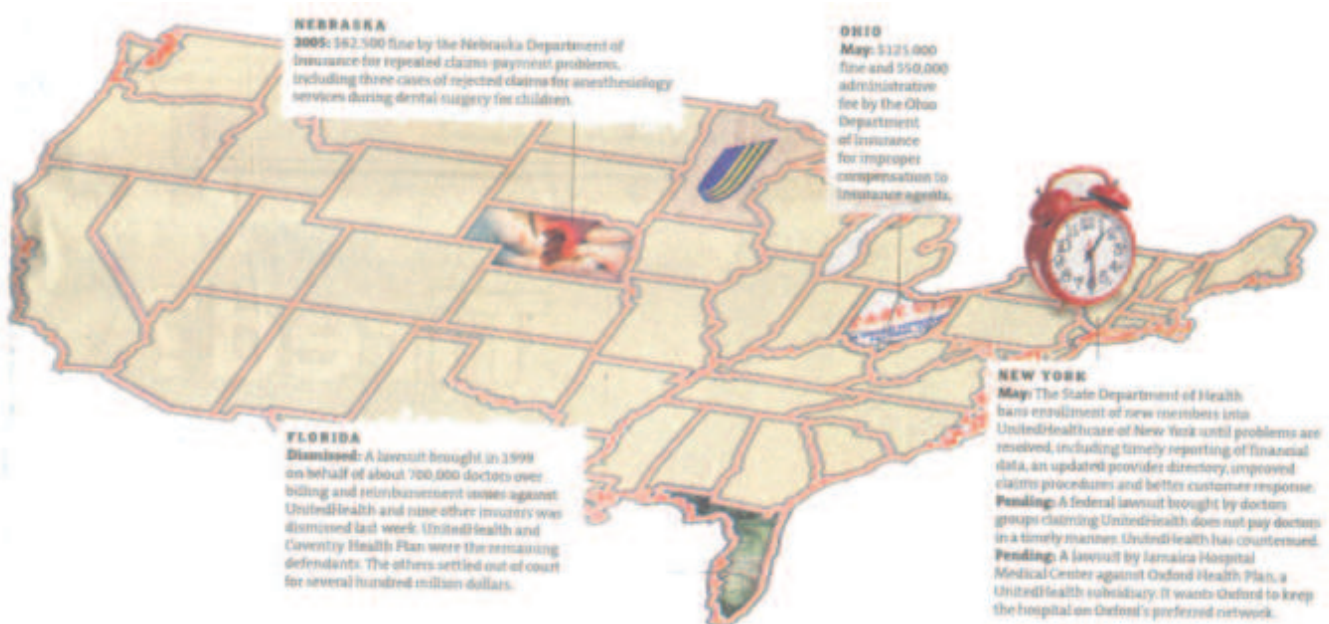 NEBRASKA
2005: $62,500 fine by the Nebraska Department of
Insurance for repeated claims-payment problems,
including three cases of rejected claims for anesthesiology
services during dental surgery for children.
OHIO
May: $125,000
fine and $50,000
administrative
fee by the Ohio
Department
of Insurance
for improper
compensation to
insurance agents.
FLORIDA
Dismissed: A lawsuit brought in 1999
on behalf of about 700,000 doctors over
billing and reimbursement issues against
UnitedHealth and nine other insurers was
dismissed last week. UnitedHealth and
Coventry Health Plan were the remaining
defendants. The others settled out of court
for several hundred million dollars.
NEW YORK
May: The State Department of Health
bans enrollment of new members into
UnitedHealthcare of New York until problems are
resolved, including timely reporting of financial
data, an updated provider directory, improved
claims procedures and better customer response.
Pending: A federal lawsuit brought by doctors
groups claiming UnitedHealth does not pay doctors
in a timely manner. UnitedHealth has countersued.
Pending: A lawsuit by Jamaica Hospital
Medical Center against Oxford Health Plan, a
UnitedHealth subsidiary. It wants Oxford to keep
the hospital on Oxford's preferred network.